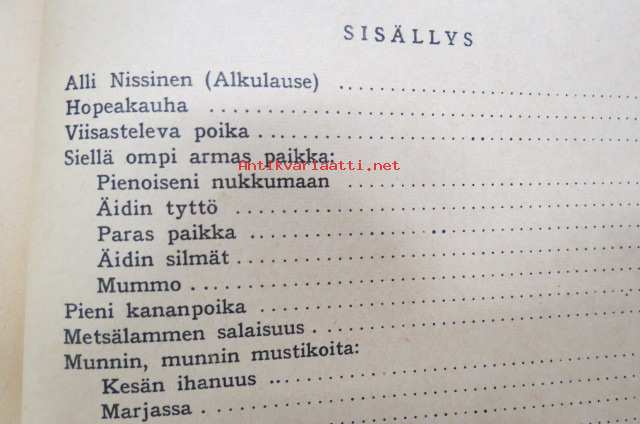 SISÄLLYS
Alli Nissinen (Alkulause)
Hopeakauha
Viisasteleva poika
Siellä ompi armas paikka:
Antikvariaatti.net
Pienoiseni nukkumaan
Äidin tyttö
Paras paikka
Äidin silmät
Mummo
Pieni kananpoika
Metsälammen salaisuus
Munnin, munnin mustikoita:
Kesän ihanuus
Marjassa